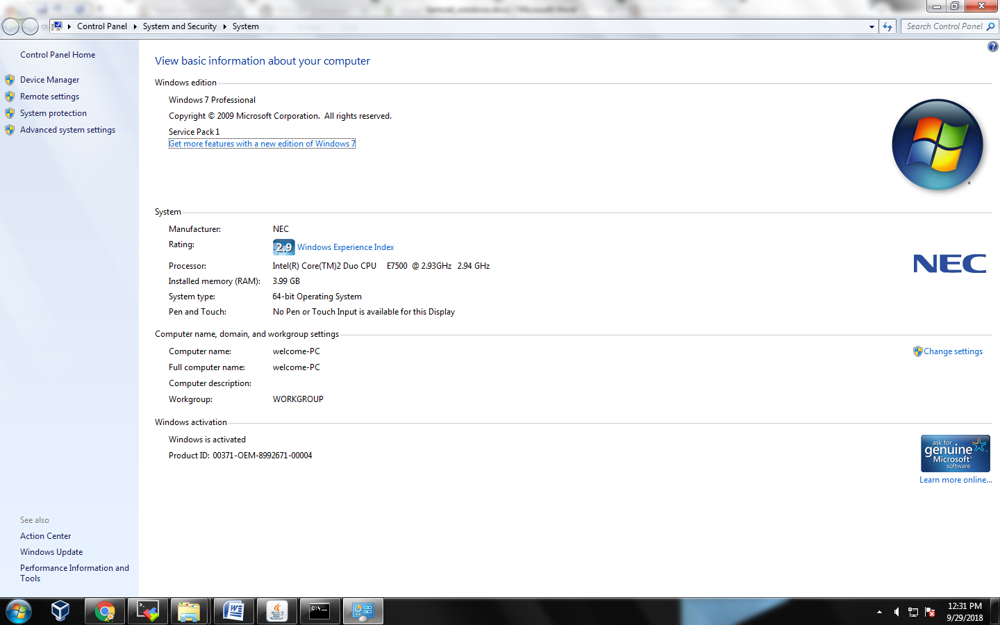 Control Panel ▸ System and Security ▸ System
Search Control Panel
Control Panel Home
Device Manager
Remote settings
System protection
Advanced system settings
View basic information about your computer
Windows edition
Windows 7 Professional
Copyright © 2009 Microsoft Corporation.  All rights reserved.
Service Pack 1
Get more features with a new edition of Windows 7
System
Manufacturer: NEC
Rating: 2.9 Windows Experience Index
Processor: Intel(R) Core(TM)2 Duo CPU     E7500  @ 2.93GHz   2.94 GHz
Installed memory (RAM): 3.99 GB
System type: 64-bit Operating System
Pen and Touch: No Pen or Touch Input is available for this Display
NEC
Computer name, domain, and workgroup settings
Computer name: welcome-PC
Change settings
Full computer name: welcome-PC
Computer description:
Workgroup: WORKGROUP
Windows activation
Windows is activated
Product ID: 00371-OEM-8992671-00004
ask for
genuine
Microsoft
software
Learn more online...
See also
Action Center
Windows Update
Performance Information and
Tools
C:\
12:31 PM
9/29/2018